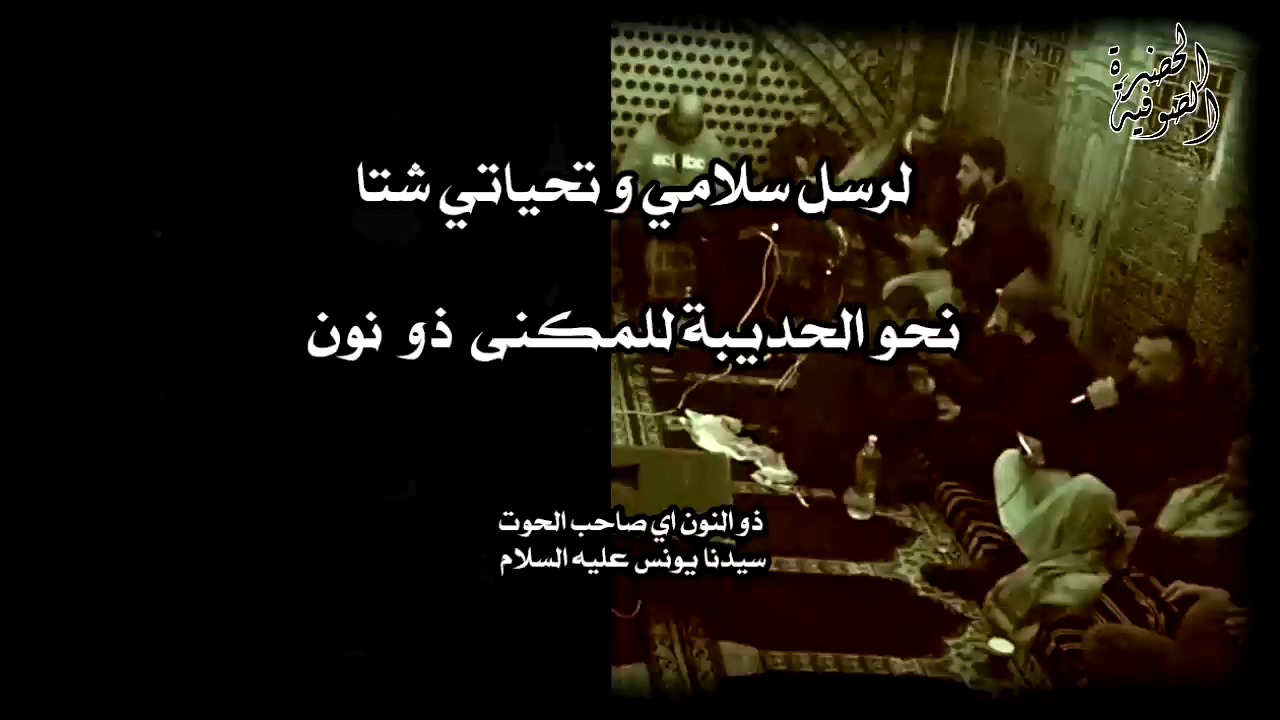 الحضرة
الصوفية
لرسل سلامي و تحياتي شتا
نحو الحديبة للمكنى ذو نون
ذو النون اي صاحب الحوت
سيدنا يونس عليه السلام